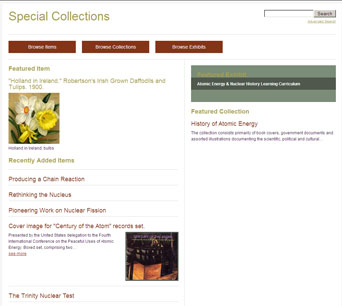 Special Collections
Search
Advanced Search
Browse Items
Browse Collections
Browse Exhibits
Featured Item
"Holland in Ireland:" Robertson's Irish Grown Daffodils and
Tulips. 1900.
Holland in Ireland: bulbs
Recently Added Items
Producing a Chain Reaction
Rethinking the Nucleus
Pioneering Work on Nuclear Fission
Cover image for "Century of the Atom" records set.
Presented by the United States delegation to the Fourth
International Conference on the Peaceful Uses of Atomic
Energy. Boxed set, comprising two...
see more
The Trinity Nuclear Test
Featured Exhibit
Atomic Energy & Nuclear History Learning Curriculum
Featured Collection
History of Atomic Energy
The collection consists primarily of book covers, government documents and
assorted illustrations documenting the scientific, political and cultural...